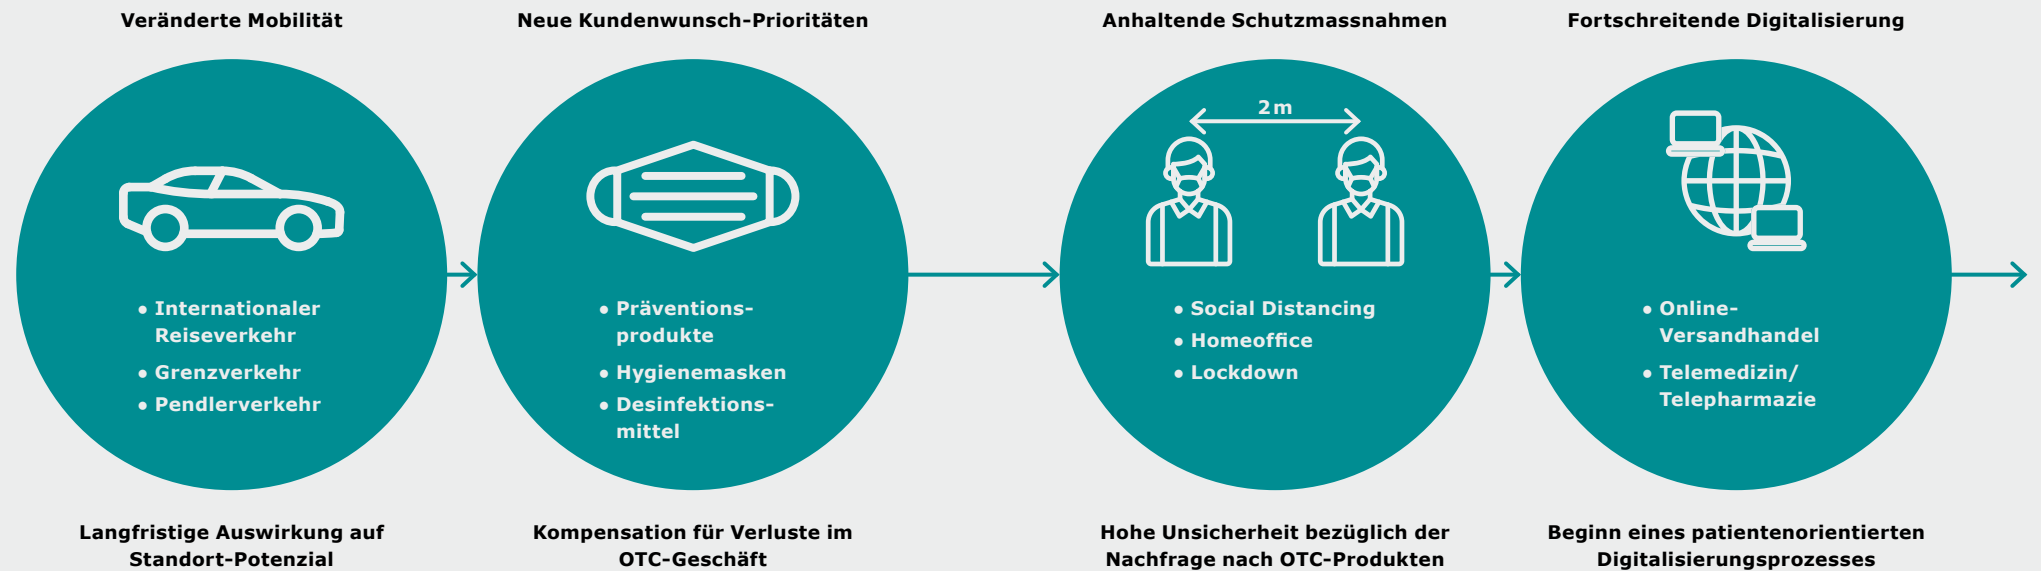 Veränderte Mobilität
• Internationaler
Reiseverkehr
• Grenzverkehr
• Pendlerverkehr
Langfristige Auswirkung auf
Standort-Potenzial
Neue Kundenwunsch-Prioritäten
• Präventions-
produkte
• Hygienemasken
• Desinfektions-
mittel
Kompensation für Verluste im
OTC-Geschäft
Anhaltende Schutzmassnahmen
2 m
• Social Distancing
• Homeoffice
• Lockdown
Hohe Unsicherheit bezüglich der
Nachfrage nach OTC-Produkten
Fortschreitende Digitalisierung
• Online-
Versandhandel
• Telemedizin/
Telepharmazie
Beginn eines patientenorientierten
Digitalisierungsprozesses